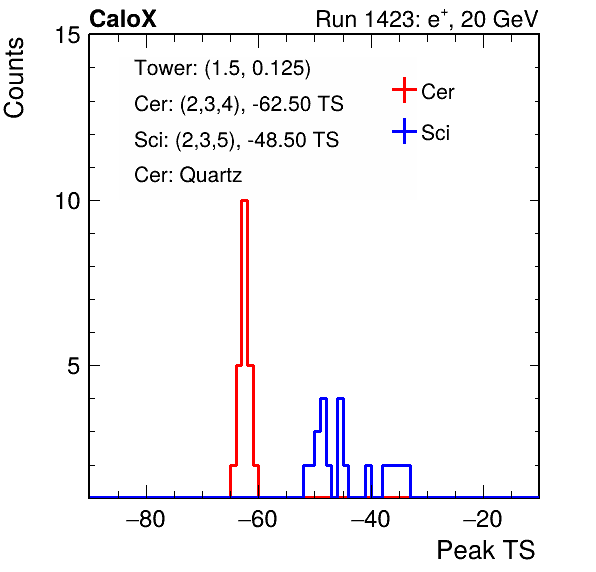 CaloX Run 1423: e⁺, 20 GeV
Counts
15
10
5
Tower: (1.5, 0.125)
Cer: (2,3,4), -62.50 TS
Sci: (2,3,5), -48.50 TS
Cer: Quartz
Cer
Sci
−80 −60 −40 −20
Peak TS